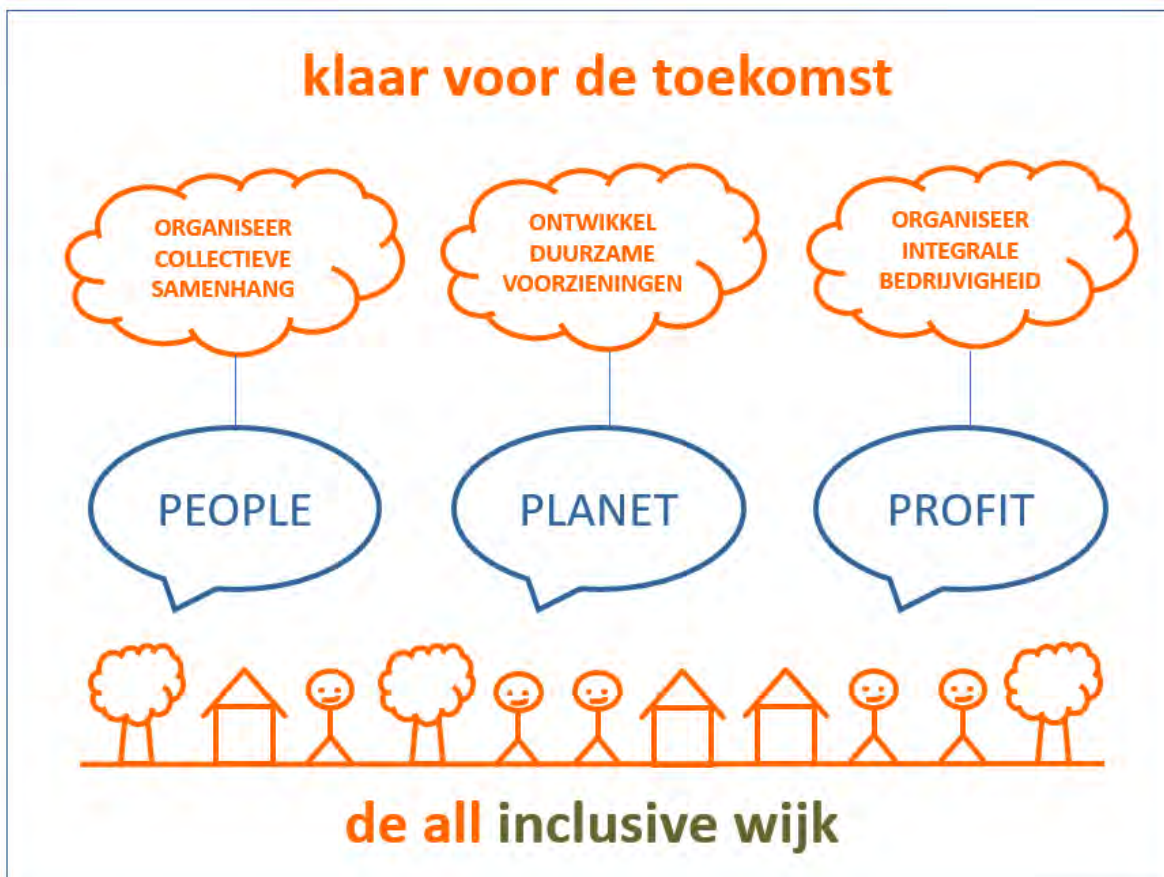 klaar voor de toekomst
ORGANISEER
COLLECTIEVE
SAMENHANG
ONTWIKKEL
DUURZAME
VOORZIENINGEN
ORGANISEER
INTEGRALE
BEDRIJVIGHEID
PEOPLE
PLANET
PROFIT
de all inclusive wijk